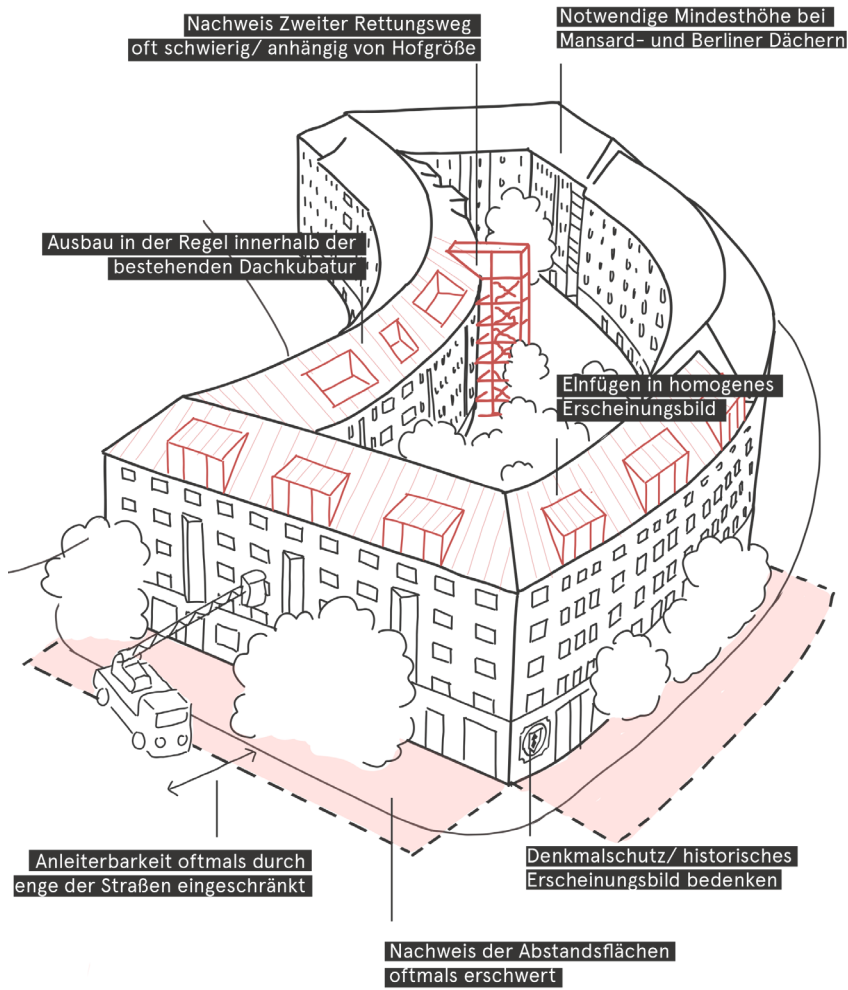 Nachweis Zweiter Rettungsweg
oft schwierig/ anhängig von Hofgröße
Notwendige Mindesthöhe bei
Mansard- und Berliner Dächern
Ausbau in der Regel innerhalb der
bestehenden Dachkubatur
EInfügen in homogenes
Erscheinungsbild
Anleiterbarkeit oftmals durch
enge der Straßen eingeschränkt
Denkmalschutz/ historisches
Erscheinungsbild bedenken
Nachweis der Abstandsflächen
oftmals erschwert